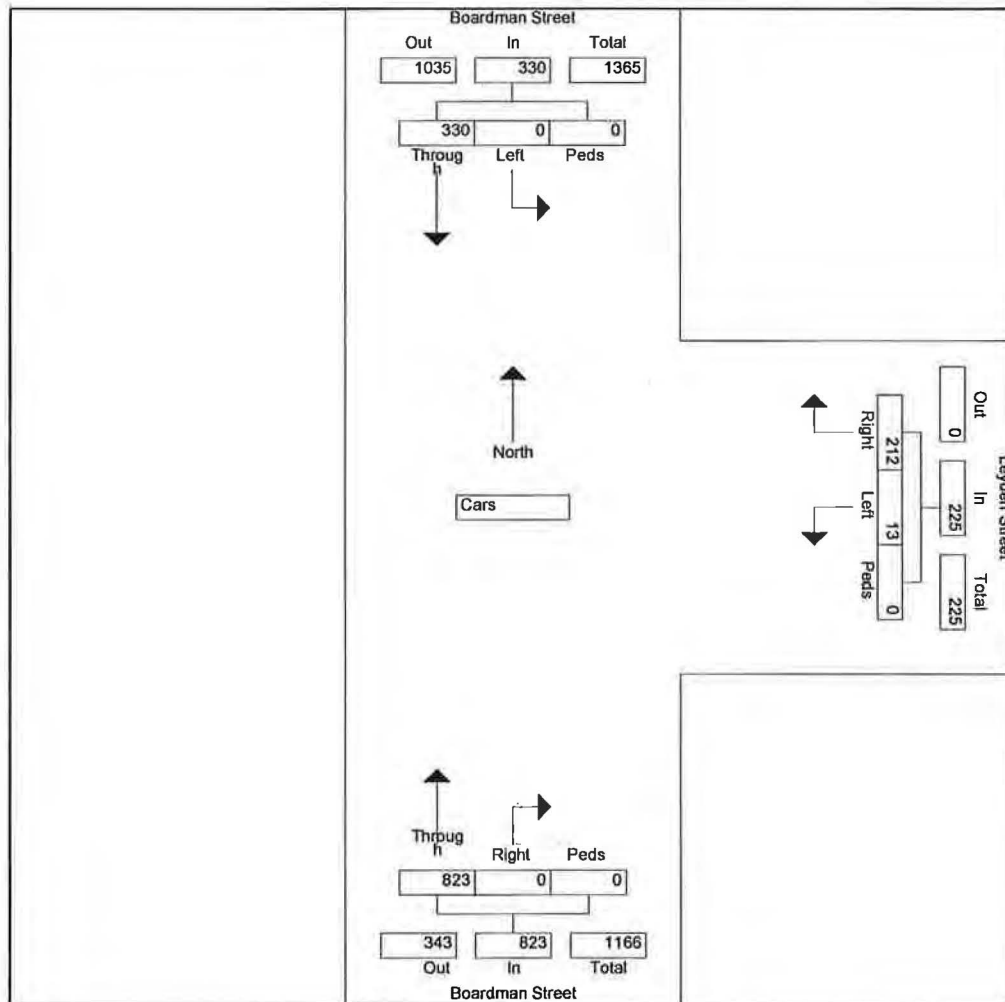 Boardman Street
Out In Total
1035 330 1365
330 0 0
Throug
h
Left Peds
North
Cars
Out In Total
0 225 225
212 13 0
Right Left Peds
Leyden Street
Throug
h
Right Peds
823 0 0
343 823 1166
Out In Total
Boardman Street